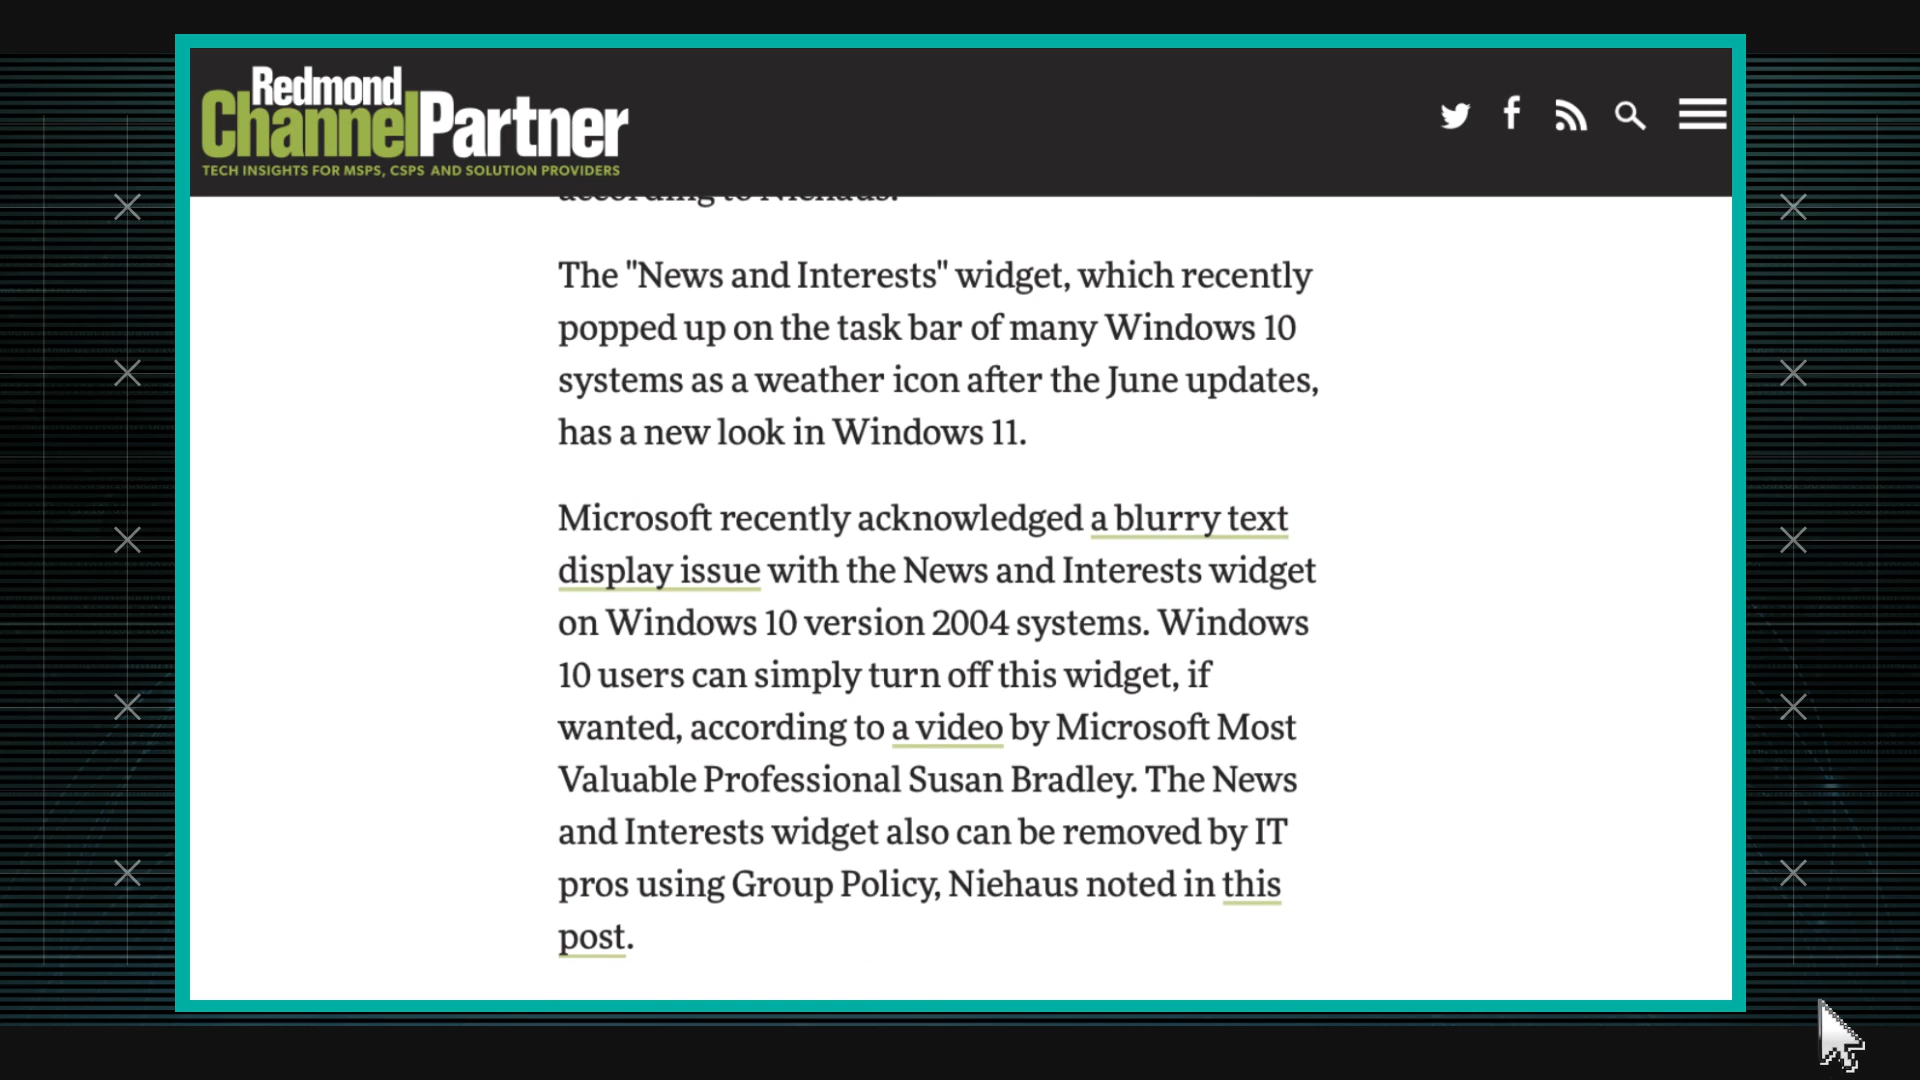 Redmond
ChannelPartner
TECH INSIGHTS FOR MSPS, CSPS AND SOLUTION PROVIDERS
according to Niehaus.
The "News and Interests" widget, which recently
popped up on the task bar of many Windows 10
systems as a weather icon after the June updates,
has a new look in Windows 11.
Microsoft recently acknowledged a blurry text
display issue with the News and Interests widget
on Windows 10 version 2004 systems. Windows
10 users can simply turn off this widget, if
wanted, according to a video by Microsoft Most
Valuable Professional Susan Bradley. The News
and Interests widget also can be removed by IT
pros using Group Policy, Niehaus noted in this
post.